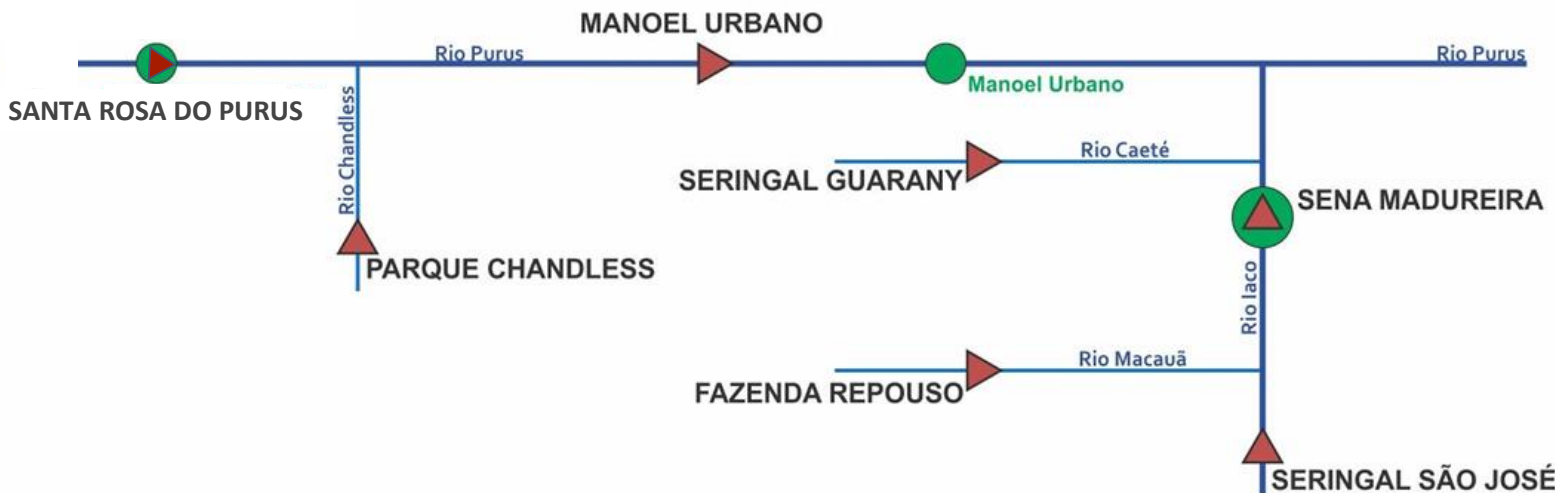 MANOEL URBANO
Rio Purus
Rio Purus
SANTA ROSA DO PURUS
Manoel Urbano
Rio Chandless
Rio Caeté
SERINGAL GUARANY
SENA MADUREIRA
PARQUE CHANDLESS
Rio Iaco
Rio Macauã
FAZENDA REPOUSO
SERINGAL SÃO JOSÉ